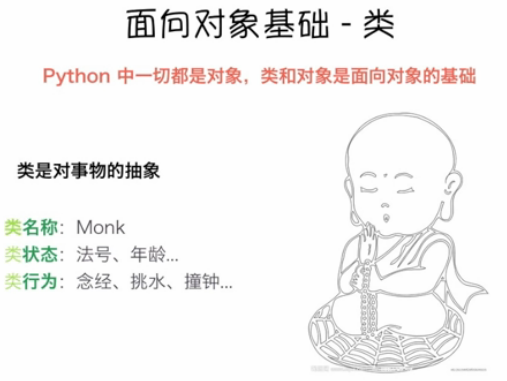 面向对象基础 - 类
Python 中一切都是对象，类和对象是面向对象的基础
类是对事物的抽象
类名称：Monk
类状态：法号、年龄...
类行为：念经、挑水、撞钟...